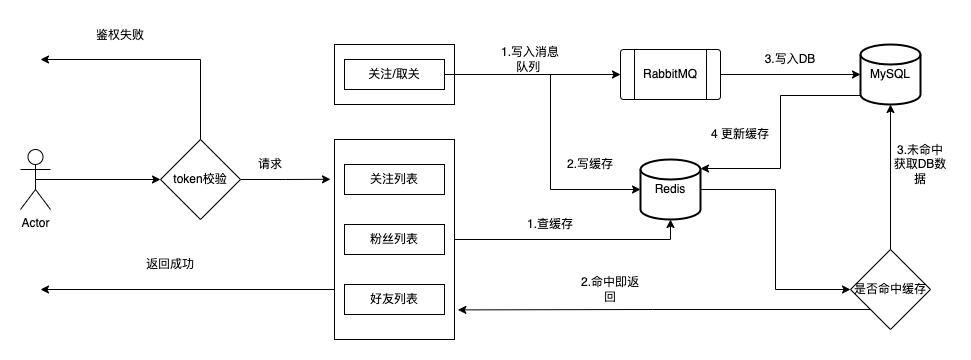 鉴权失败
关注/取关
1.写入消息
队列
RabbitMQ
3.写入DB
MySQL
4 更新缓存
3.未命中
获取DB数
据
Actor
token校验
请求
关注列表
2.写缓存
Redis
粉丝列表
1.查缓存
返回成功
好友列表
2.命中即返
回
是否命中缓存